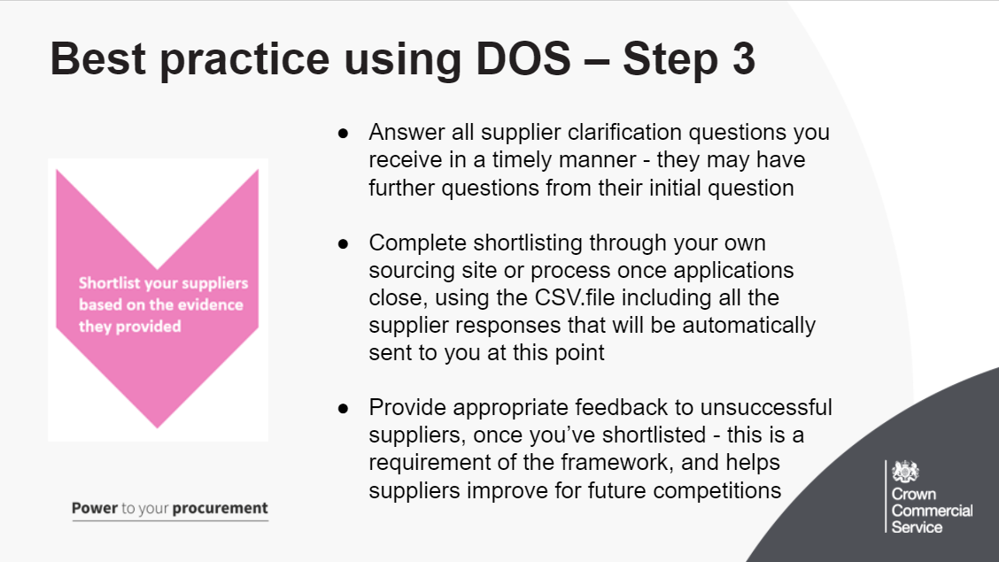 Best practice using DOS – Step 3
● Answer all supplier clarification questions you
receive in a timely manner - they may have
further questions from their initial question
● Complete shortlisting through your own
sourcing site or process once applications
close, using the CSV.file including all the
supplier responses that will be automatically
sent to you at this point
● Provide appropriate feedback to unsuccessful
suppliers, once you’ve shortlisted - this is a
requirement of the framework, and helps
suppliers improve for future competitions
Shortlist your suppliers
based on the evidence
they provided
Power to your procurement
Crown
Commercial
Service